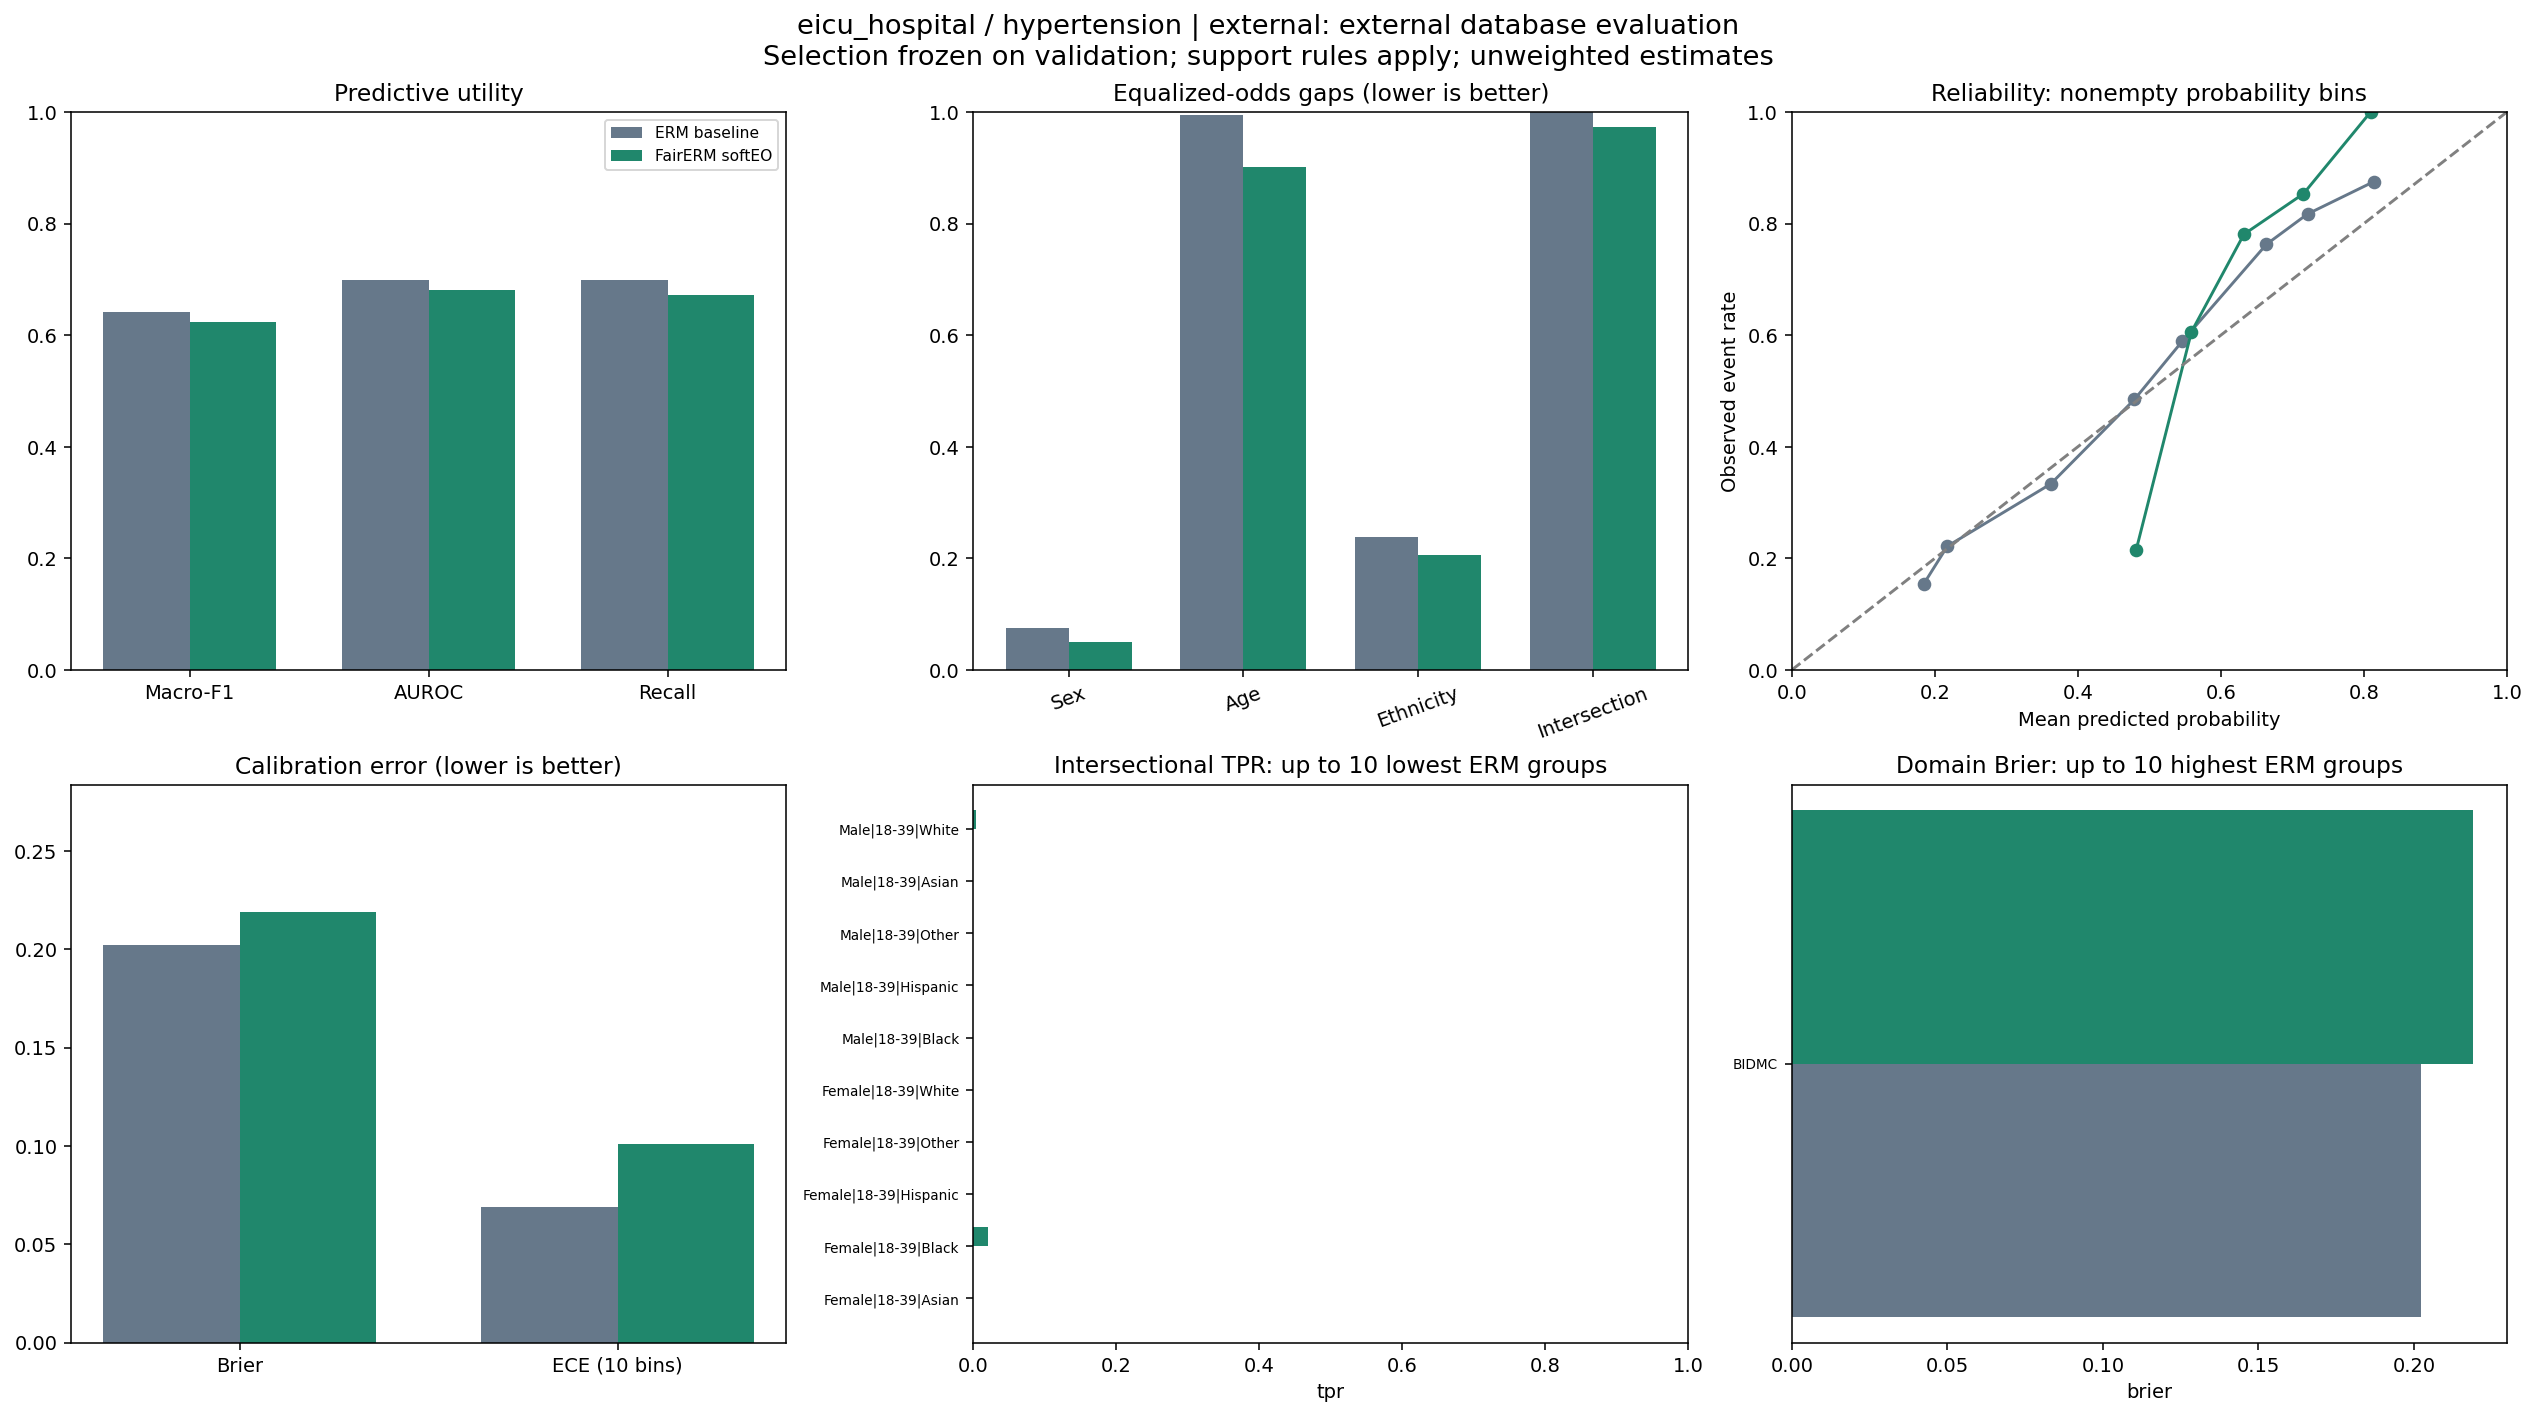 eicu_hospital / hypertension | external: external database evaluation
Selection frozen on validation; support rules apply; unweighted estimates
Predictive utility
1.0
0.8
0.6
0.4
0.2
0.0
Macro-F1
AUROC
Recall
ERM baseline
FairERM softEO
Equalized-odds gaps (lower is better)
1.0
0.8
0.6
0.4
0.2
0.0
Sex
Age
Ethnicity
Intersection
Reliability: nonempty probability bins
Observed event rate
1.0
0.8
0.6
0.4
0.2
0.0
0.0
0.2
0.4
0.6
0.8
1.0
Mean predicted probability
Calibration error (lower is better)
0.25
0.20
0.15
0.10
0.05
0.00
Brier
ECE (10 bins)
Intersectional TPR: up to 10 lowest ERM groups
Male|18-39|White
Male|18-39|Asian
Male|18-39|Other
Male|18-39|Hispanic
Male|18-39|Black
Female|18-39|White
Female|18-39|Other
Female|18-39|Hispanic
Female|18-39|Black
Female|18-39|Asian
0.0
0.2
0.4
0.6
0.8
1.0
tpr
Domain Brier: up to 10 highest ERM groups
BIDMC
0.00
0.05
0.10
0.15
0.20
brier